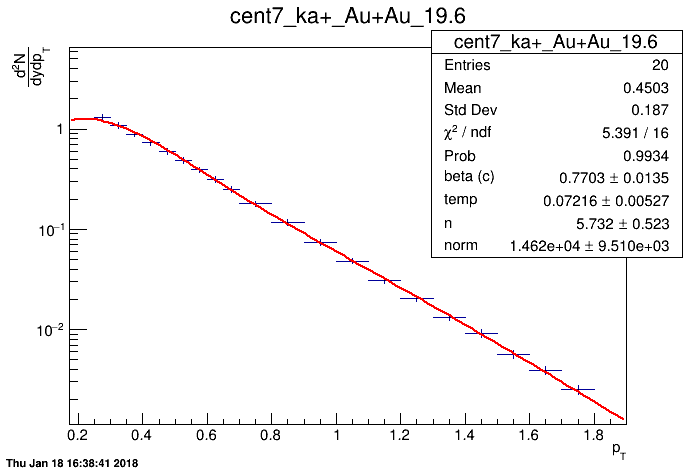 cent7_ka+_Au+Au_19.6
d²N
dydp_T
cent7_ka+_Au+Au_19.6
Entries 20
Mean 0.4503
Std Dev 0.187
χ² / ndf 5.391 / 16
Prob 0.9934
beta (c) 0.7703 ± 0.0135
temp 0.07216 ± 0.00527
n 5.732 ± 0.523
norm 1.462e+04 ± 9.510e+03
1
10⁻¹
10⁻²
0.2 0.4 0.6 0.8 1 1.2 1.4 1.6 1.8
p_T
Thu Jan 18 16:38:41 2018